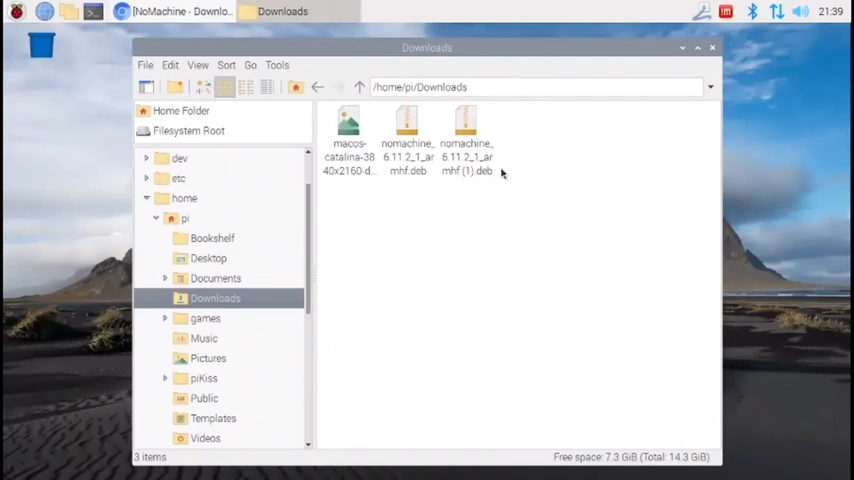 [NoMachine - Downlo...
Downloads
21:39
Downloads
File Edit View Sort Go Tools
/home/pi/Downloads
Home Folder
Filesystem Root
dev
etc
home
pi
Bookshelf
Desktop
Documents
Downloads
games
Music
Pictures
piKiss
Public
Templates
Videos
macos-
catalina-38
40x2160-d...
nomachine_
6.11.2_1_ar
mhf.deb
nomachine_
6.11.2_1_ar
mhf (1).deb
3 items
Free space: 7.3 GiB (Total: 14.3 GiB)